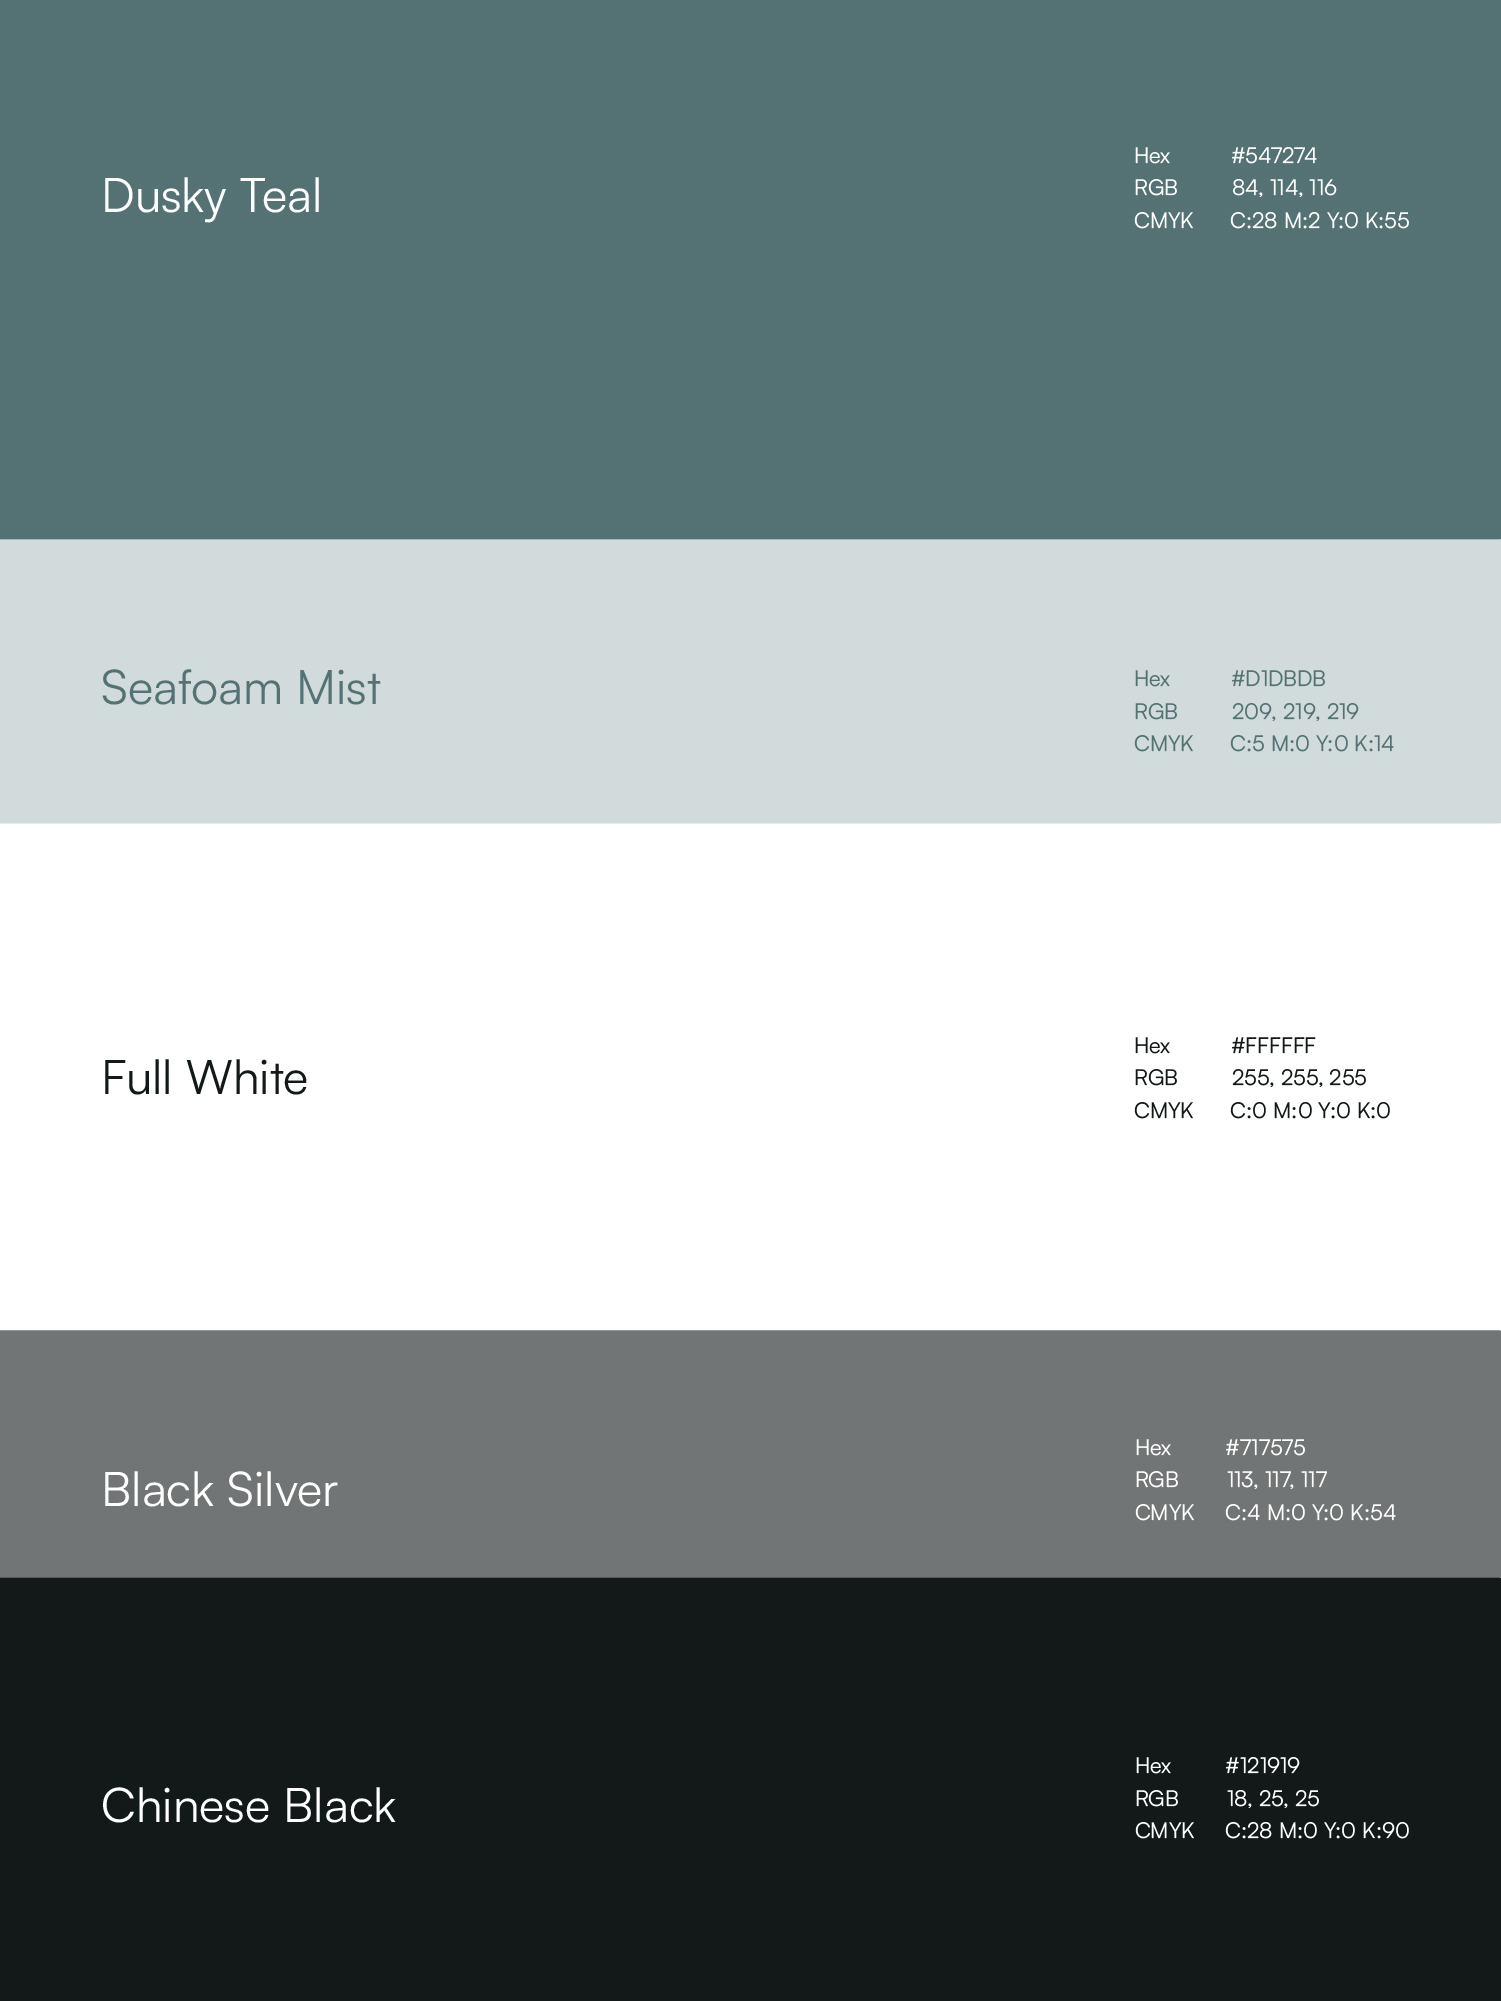 Dusky Teal
Hex #547274
RGB 84, 114, 116
CMYK C:28 M:2 Y:0 K:55
Seafoam Mist
Hex #D1DBDB
RGB 209, 219, 219
CMYK C:5 M:0 Y:0 K:14
Full White
Hex #FFFFFF
RGB 255, 255, 255
CMYK C:0 M:0 Y:0 K:0
Black Silver
Hex #717575
RGB 113, 117, 117
CMYK C:4 M:0 Y:0 K:54
Chinese Black
Hex #121919
RGB 18, 25, 25
CMYK C:28 M:0 Y:0 K:90